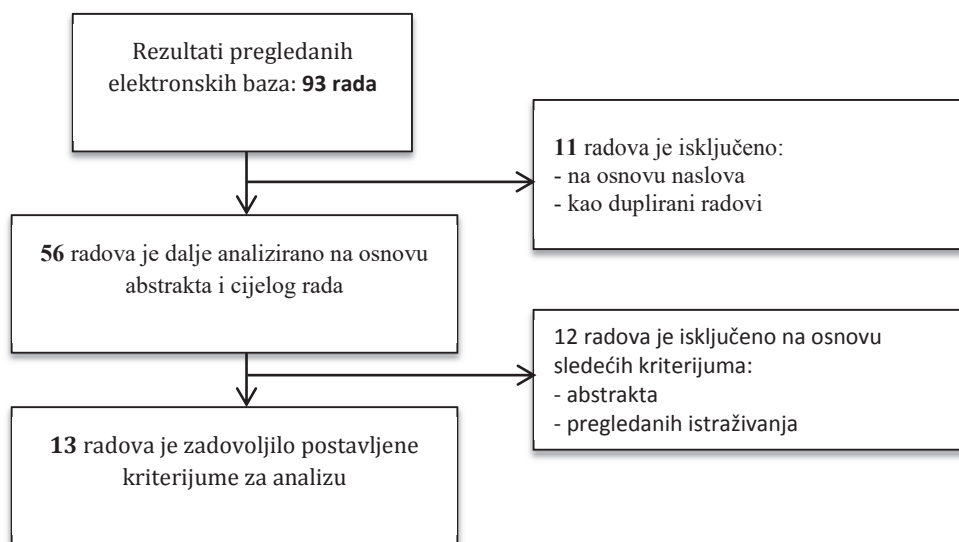 Rezultati pregledanih
elektronskih baza: 93 rada
11 radova je isključeno:
- na osnovu naslova
- kao duplirani radovi
56 radova je dalje analizirano na osnovu
abstrakta i cijelog rada
12 radova je isključeno na osnovu
sledećih kriterijuma:
- abstrakta
- pregledanih istraživanja
13 radova je zadovoljilo postavljene
kriterijume za analizu